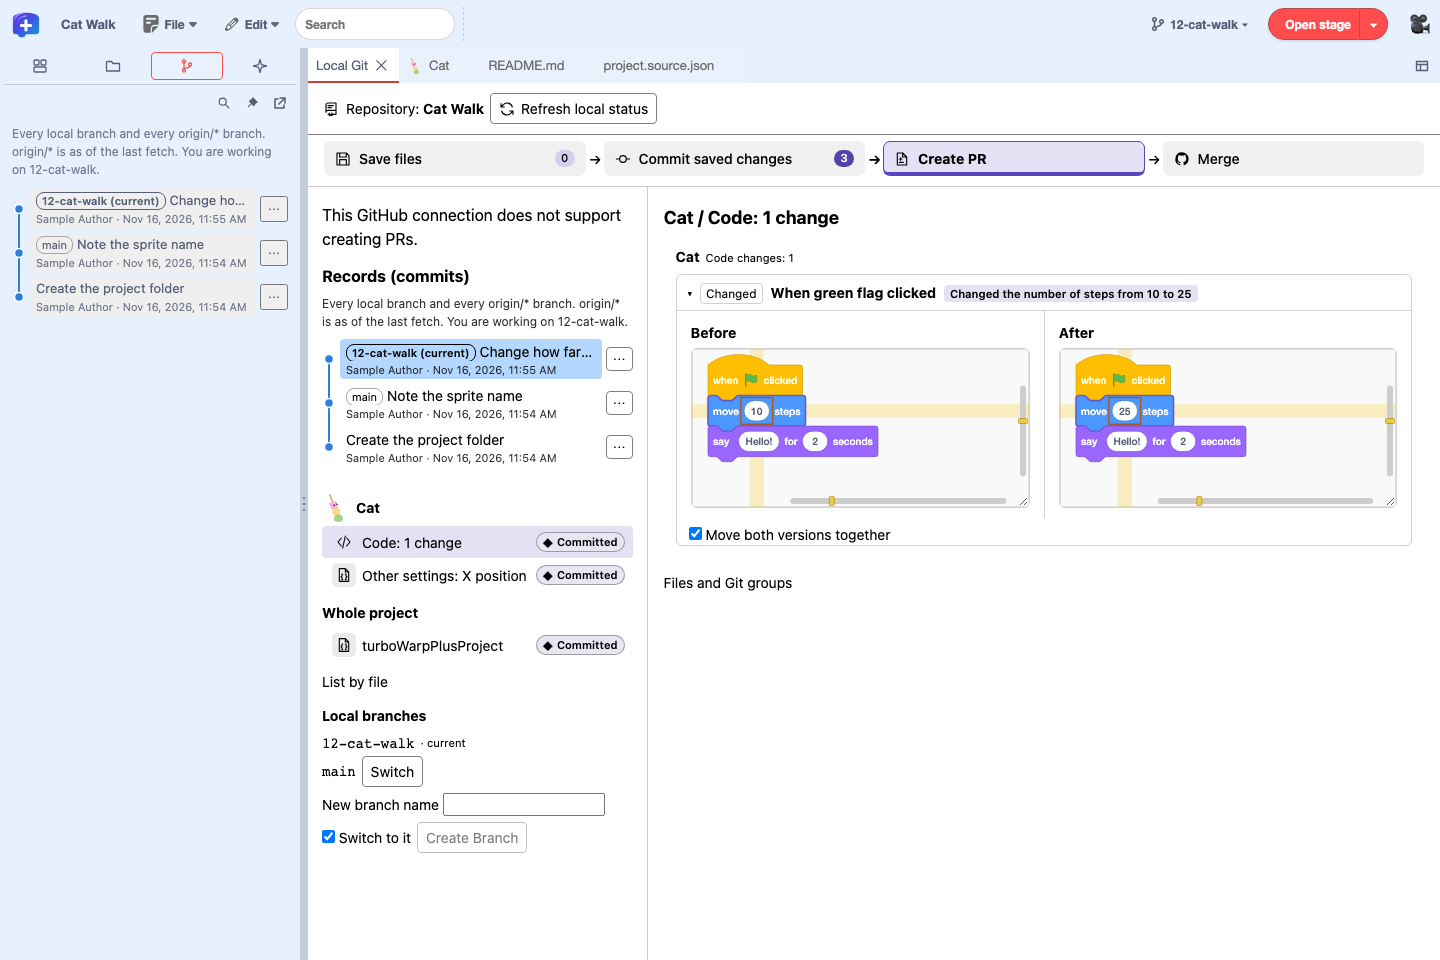 Cat Walk
File
Edit
Search
12-cat-walk
Open stage
Local Git
Cat
README.md
project.source.json
Repository: Cat Walk
Refresh local status
Save files 0
Commit saved changes 3
Create PR
Merge
Every local branch and every origin/* branch.
origin/* is as of the last fetch. You are working
on 12-cat-walk.
12-cat-walk (current) Change ho...
Sample Author · Nov 16, 2026, 11:55 AM
main Note the sprite name
Sample Author · Nov 16, 2026, 11:54 AM
Create the project folder
Sample Author · Nov 16, 2026, 11:54 AM
This GitHub connection does not support
creating PRs.
Records (commits)
Every local branch and every origin/* branch. origin/*
is as of the last fetch. You are working on 12-cat-walk.
12-cat-walk (current) Change how far...
Sample Author · Nov 16, 2026, 11:55 AM
main Note the sprite name
Sample Author · Nov 16, 2026, 11:54 AM
Create the project folder
Sample Author · Nov 16, 2026, 11:54 AM
Cat
Code: 1 change Committed
Other settings: X position Committed
Whole project
turboWarpPlusProject Committed
List by file
Local branches
12-cat-walk · current
main Switch
New branch name
Switch to it Create Branch
Cat / Code: 1 change
Cat Code changes: 1
Changed When green flag clicked Changed the number of steps from 10 to 25
Before
when clicked
move 10 steps
say Hello! for 2 seconds
After
when clicked
move 25 steps
say Hello! for 2 seconds
Move both versions together
Files and Git groups